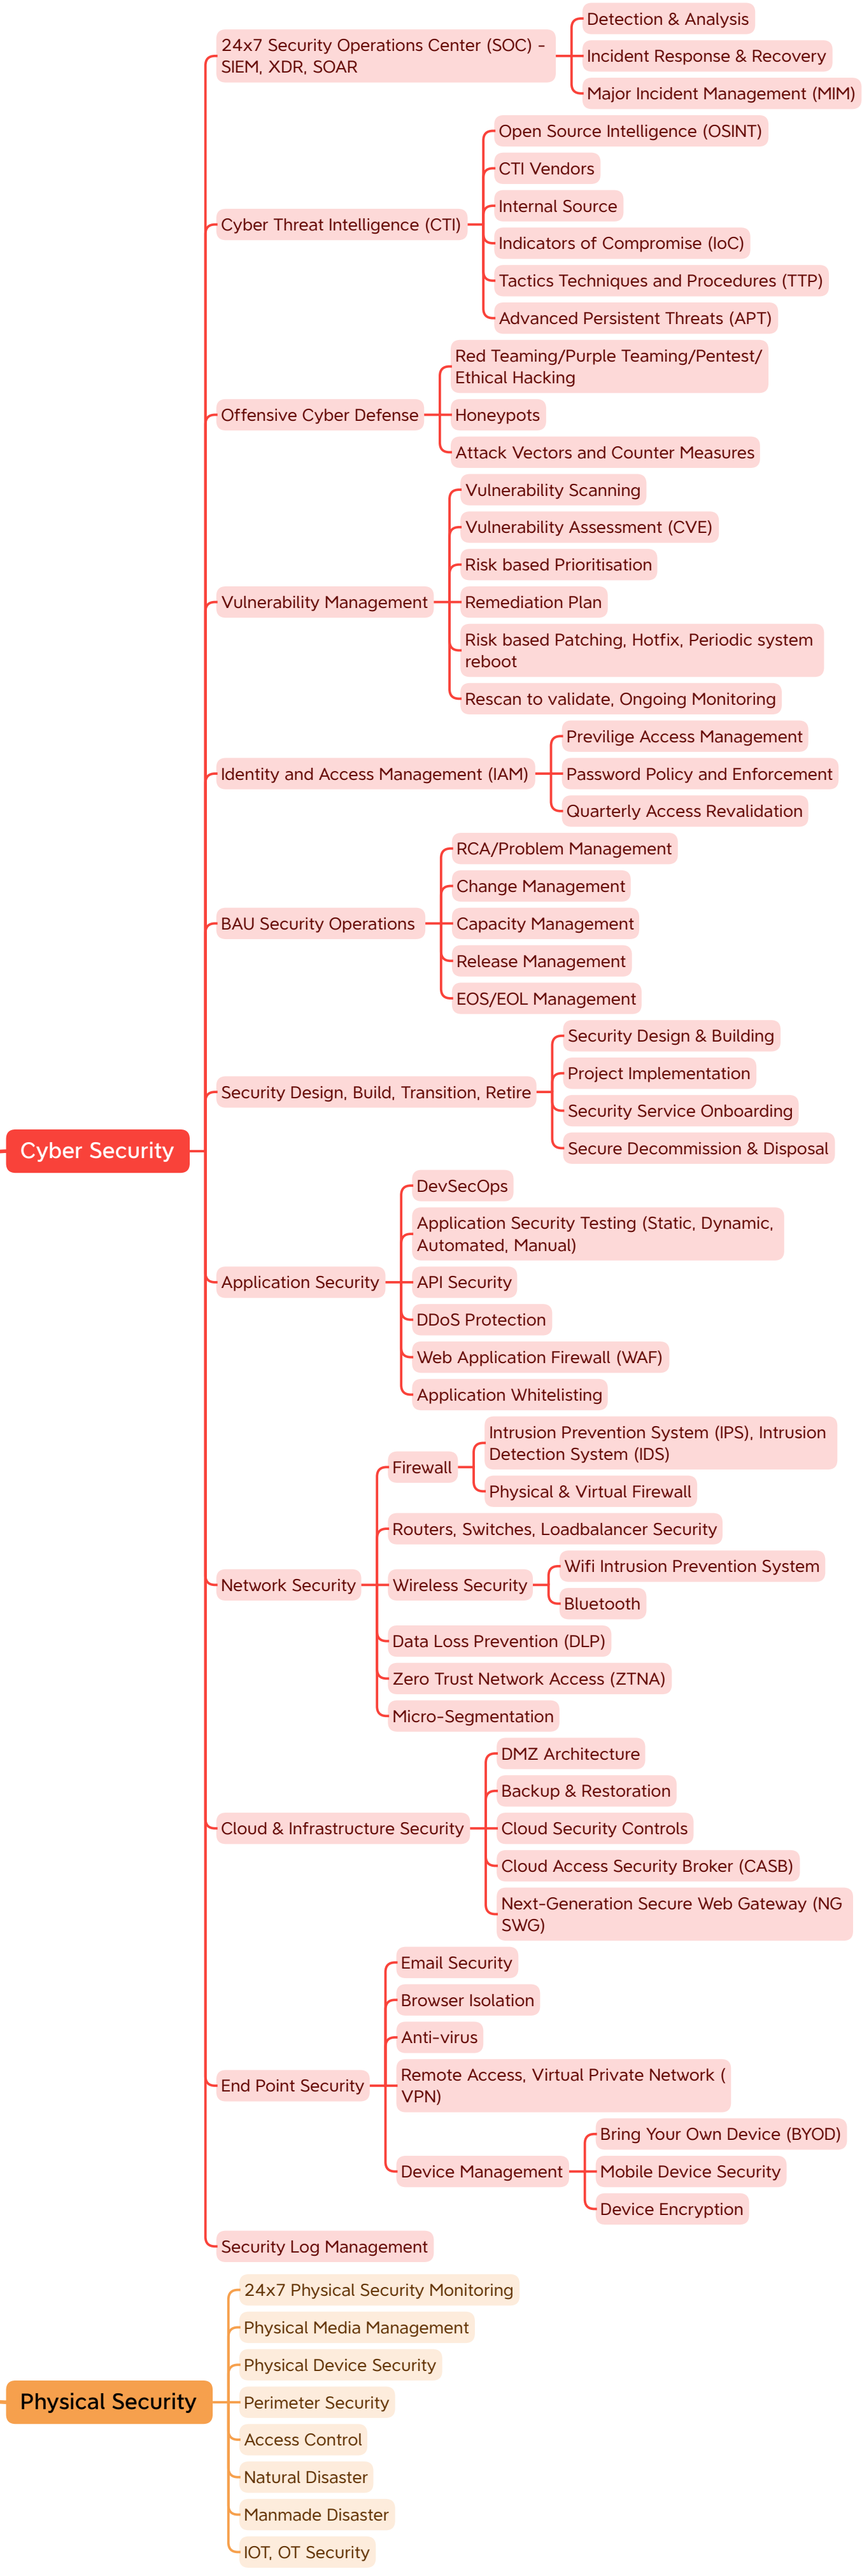 24x7 Security Operations Center (SOC) -
SIEM, XDR, SOAR
Detection & Analysis
Incident Response & Recovery
Major Incident Management (MIM)
Cyber Threat Intelligence (CTI)
Open Source Intelligence (OSINT)
CTI Vendors
Internal Source
Indicators of Compromise (IoC)
Tactics Techniques and Procedures (TTP)
Advanced Persistent Threats (APT)
Offensive Cyber Defense
Red Teaming/Purple Teaming/Pentest/
Ethical Hacking
Honeypots
Attack Vectors and Counter Measures
Vulnerability Management
Vulnerability Scanning
Vulnerability Assessment (CVE)
Risk based Prioritisation
Remediation Plan
Risk based Patching, Hotfix, Periodic system
reboot
Rescan to validate, Ongoing Monitoring
Identity and Access Management (IAM)
Previlige Access Management
Password Policy and Enforcement
Quarterly Access Revalidation
BAU Security Operations
RCA/Problem Management
Change Management
Capacity Management
Release Management
EOS/EOL Management
Security Design, Build, Transition, Retire
Security Design & Building
Project Implementation
Security Service Onboarding
Secure Decommission & Disposal
Cyber Security
Application Security
DevSecOps
Application Security Testing (Static, Dynamic,
Automated, Manual)
API Security
DDoS Protection
Web Application Firewall (WAF)
Application Whitelisting
Network Security
Firewall
Intrusion Prevention System (IPS), Intrusion
Detection System (IDS)
Physical & Virtual Firewall
Routers, Switches, Loadbalancer Security
Wireless Security
Wifi Intrusion Prevention System
Bluetooth
Data Loss Prevention (DLP)
Zero Trust Network Access (ZTNA)
Micro-Segmentation
Cloud & Infrastructure Security
DMZ Architecture
Backup & Restoration
Cloud Security Controls
Cloud Access Security Broker (CASB)
Next-Generation Secure Web Gateway (NG
SWG)
End Point Security
Email Security
Browser Isolation
Anti-virus
Remote Access, Virtual Private Network (
VPN)
Device Management
Bring Your Own Device (BYOD)
Mobile Device Security
Device Encryption
Security Log Management
Physical Security
24x7 Physical Security Monitoring
Physical Media Management
Physical Device Security
Perimeter Security
Access Control
Natural Disaster
Manmade Disaster
IOT, OT Security